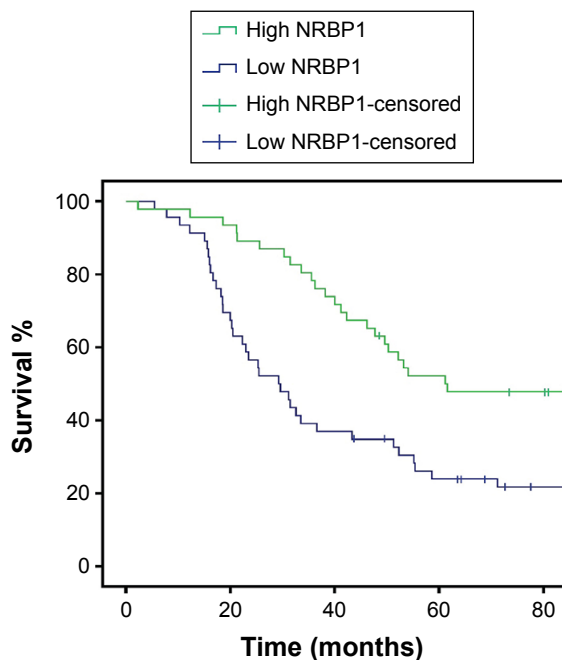 High NRBP1
Low NRBP1
High NRBP1-censored
Low NRBP1-censored
100
80
60
40
20
0
Survival %
0 20 40 60 80
Time (months)